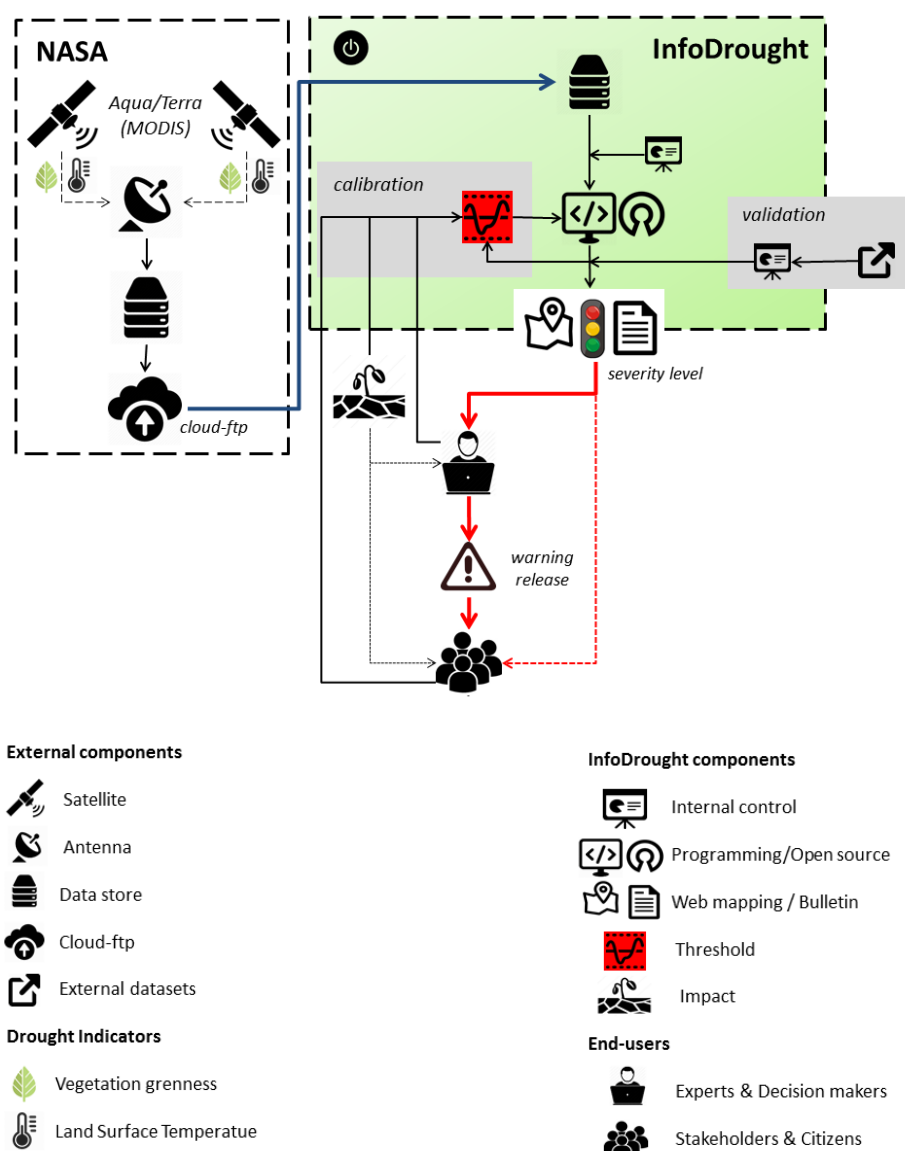 NASA
InfoDrought
Aqua/Terra
(MODIS)
calibration
</>
validation
severity level
cloud-ftp
warning
release
External components
Satellite
Antenna
Data store
Cloud-ftp
External datasets
Drought Indicators
Vegetation grenness
Land Surface Temperatue
InfoDrought components
Internal control
</>
Programming/Open source
Web mapping / Bulletin
Threshold
Impact
End-users
Experts & Decision makers
Stakeholders & Citizens